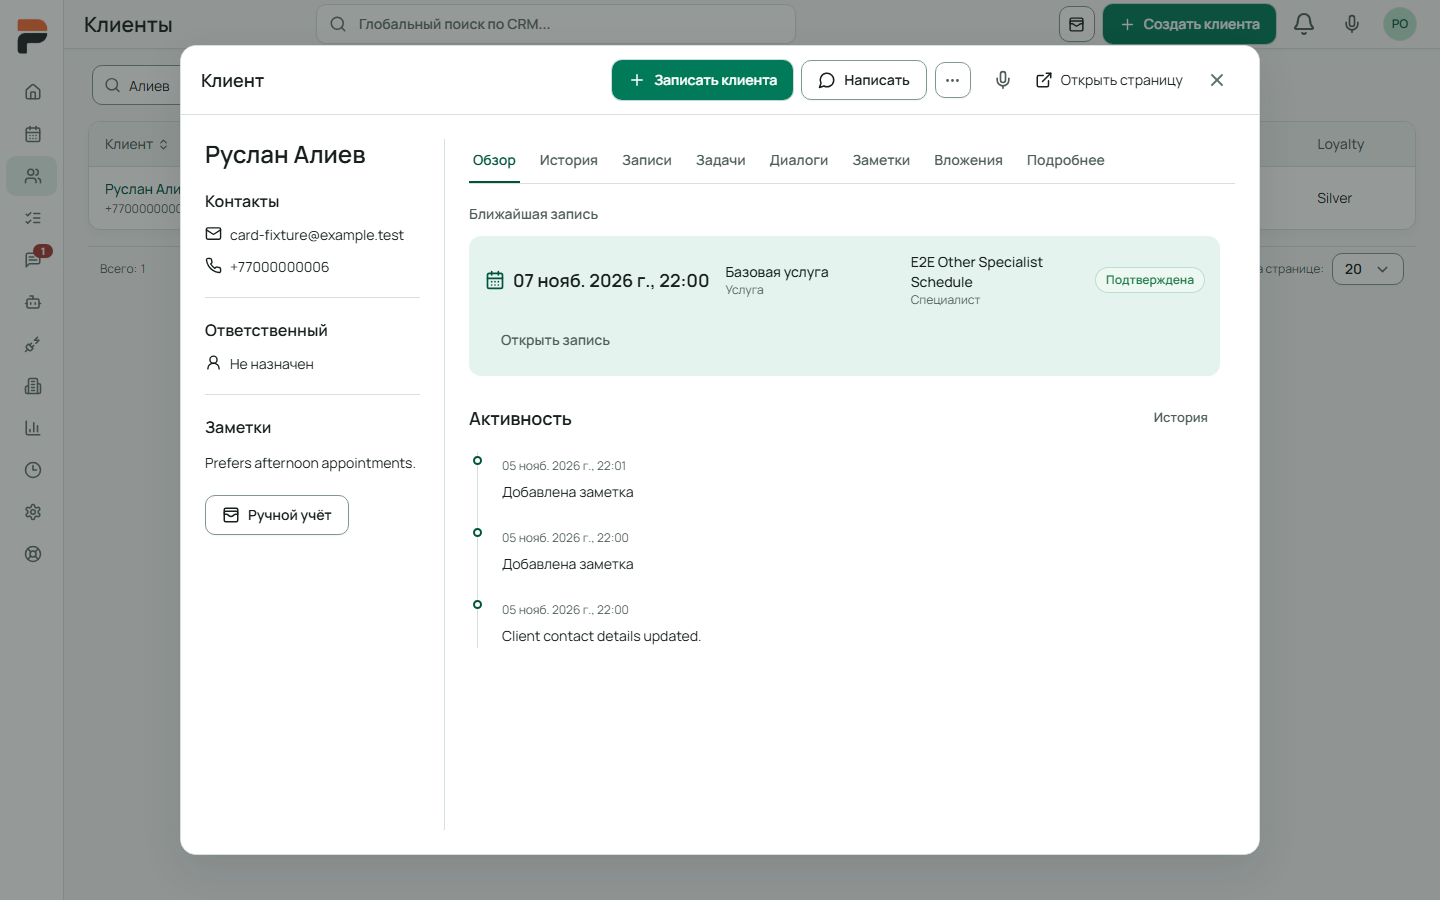 Клиенты
Глобальный поиск по CRM...
Создать клиента
РО
Алиев
Клиент
Loyalty
Руслан Али
+7700000000
Silver
Всего: 1
а странице:
20
1
Клиент
Записать клиента
Написать
Открыть страницу
Руслан Алиев
Контакты
card-fixture@example.test
+77000000006
Ответственный
Не назначен
Заметки
Prefers afternoon appointments.
Ручной учёт
Обзор
История
Записи
Задачи
Диалоги
Заметки
Вложения
Подробнее
Ближайшая запись
07 нояб. 2026 г., 22:00
Базовая услуга
Услуга
E2E Other Specialist
Schedule
Специалист
Подтверждена
Открыть запись
Активность
История
05 нояб. 2026 г., 22:01
Добавлена заметка
05 нояб. 2026 г., 22:00
Добавлена заметка
05 нояб. 2026 г., 22:00
Client contact details updated.